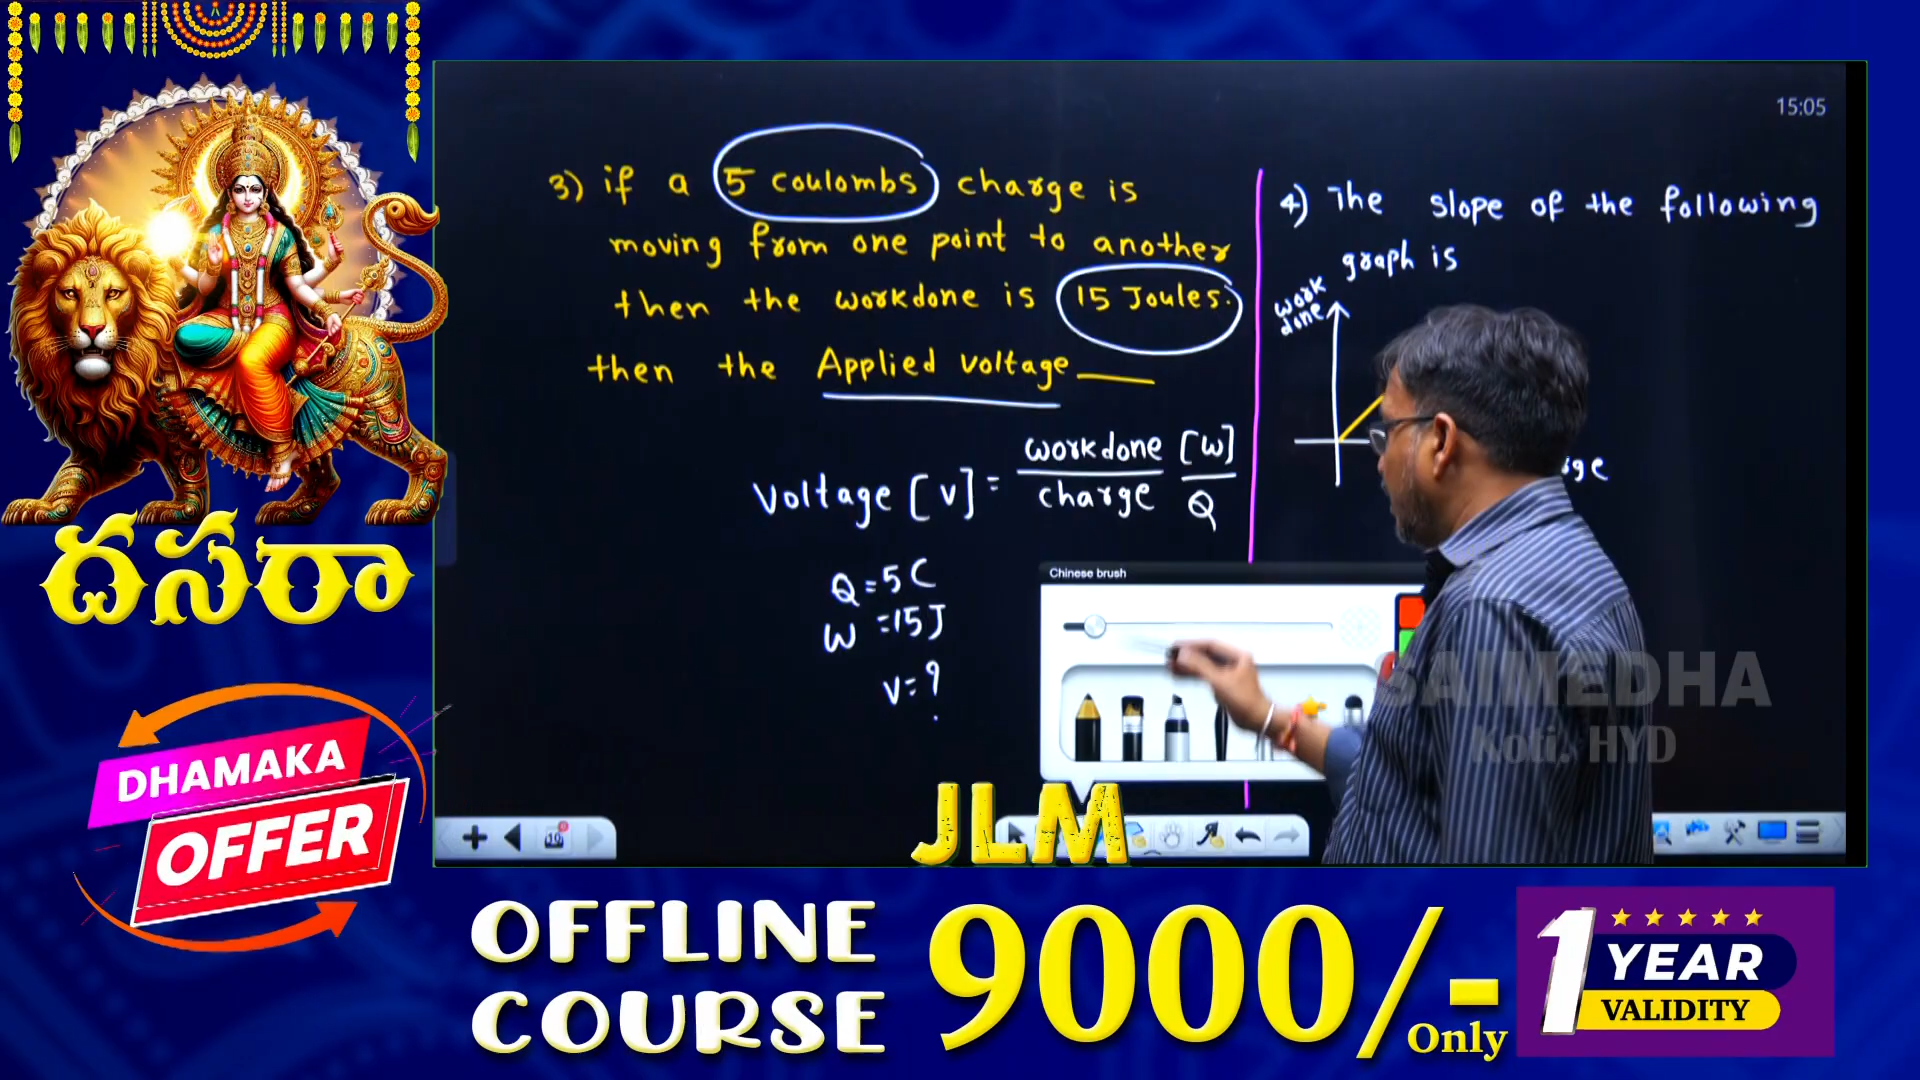 15:05
3) if a 5 coulombs charge is
moving from one point to another
then the workdone is 15 Joules.
then the Applied voltage
Voltage [v] = workdone [w]
charge Q
Q = 5 C
W = 15 J
V = ?
4) The slope of the following
graph is
work
done
Chinese brush
SAIMEDHA
Koti. HYD
దసరా
DHAMAKA
OFFER
JLM
OFFLINE
COURSE
9000/-
Only
1 YEAR
VALIDITY